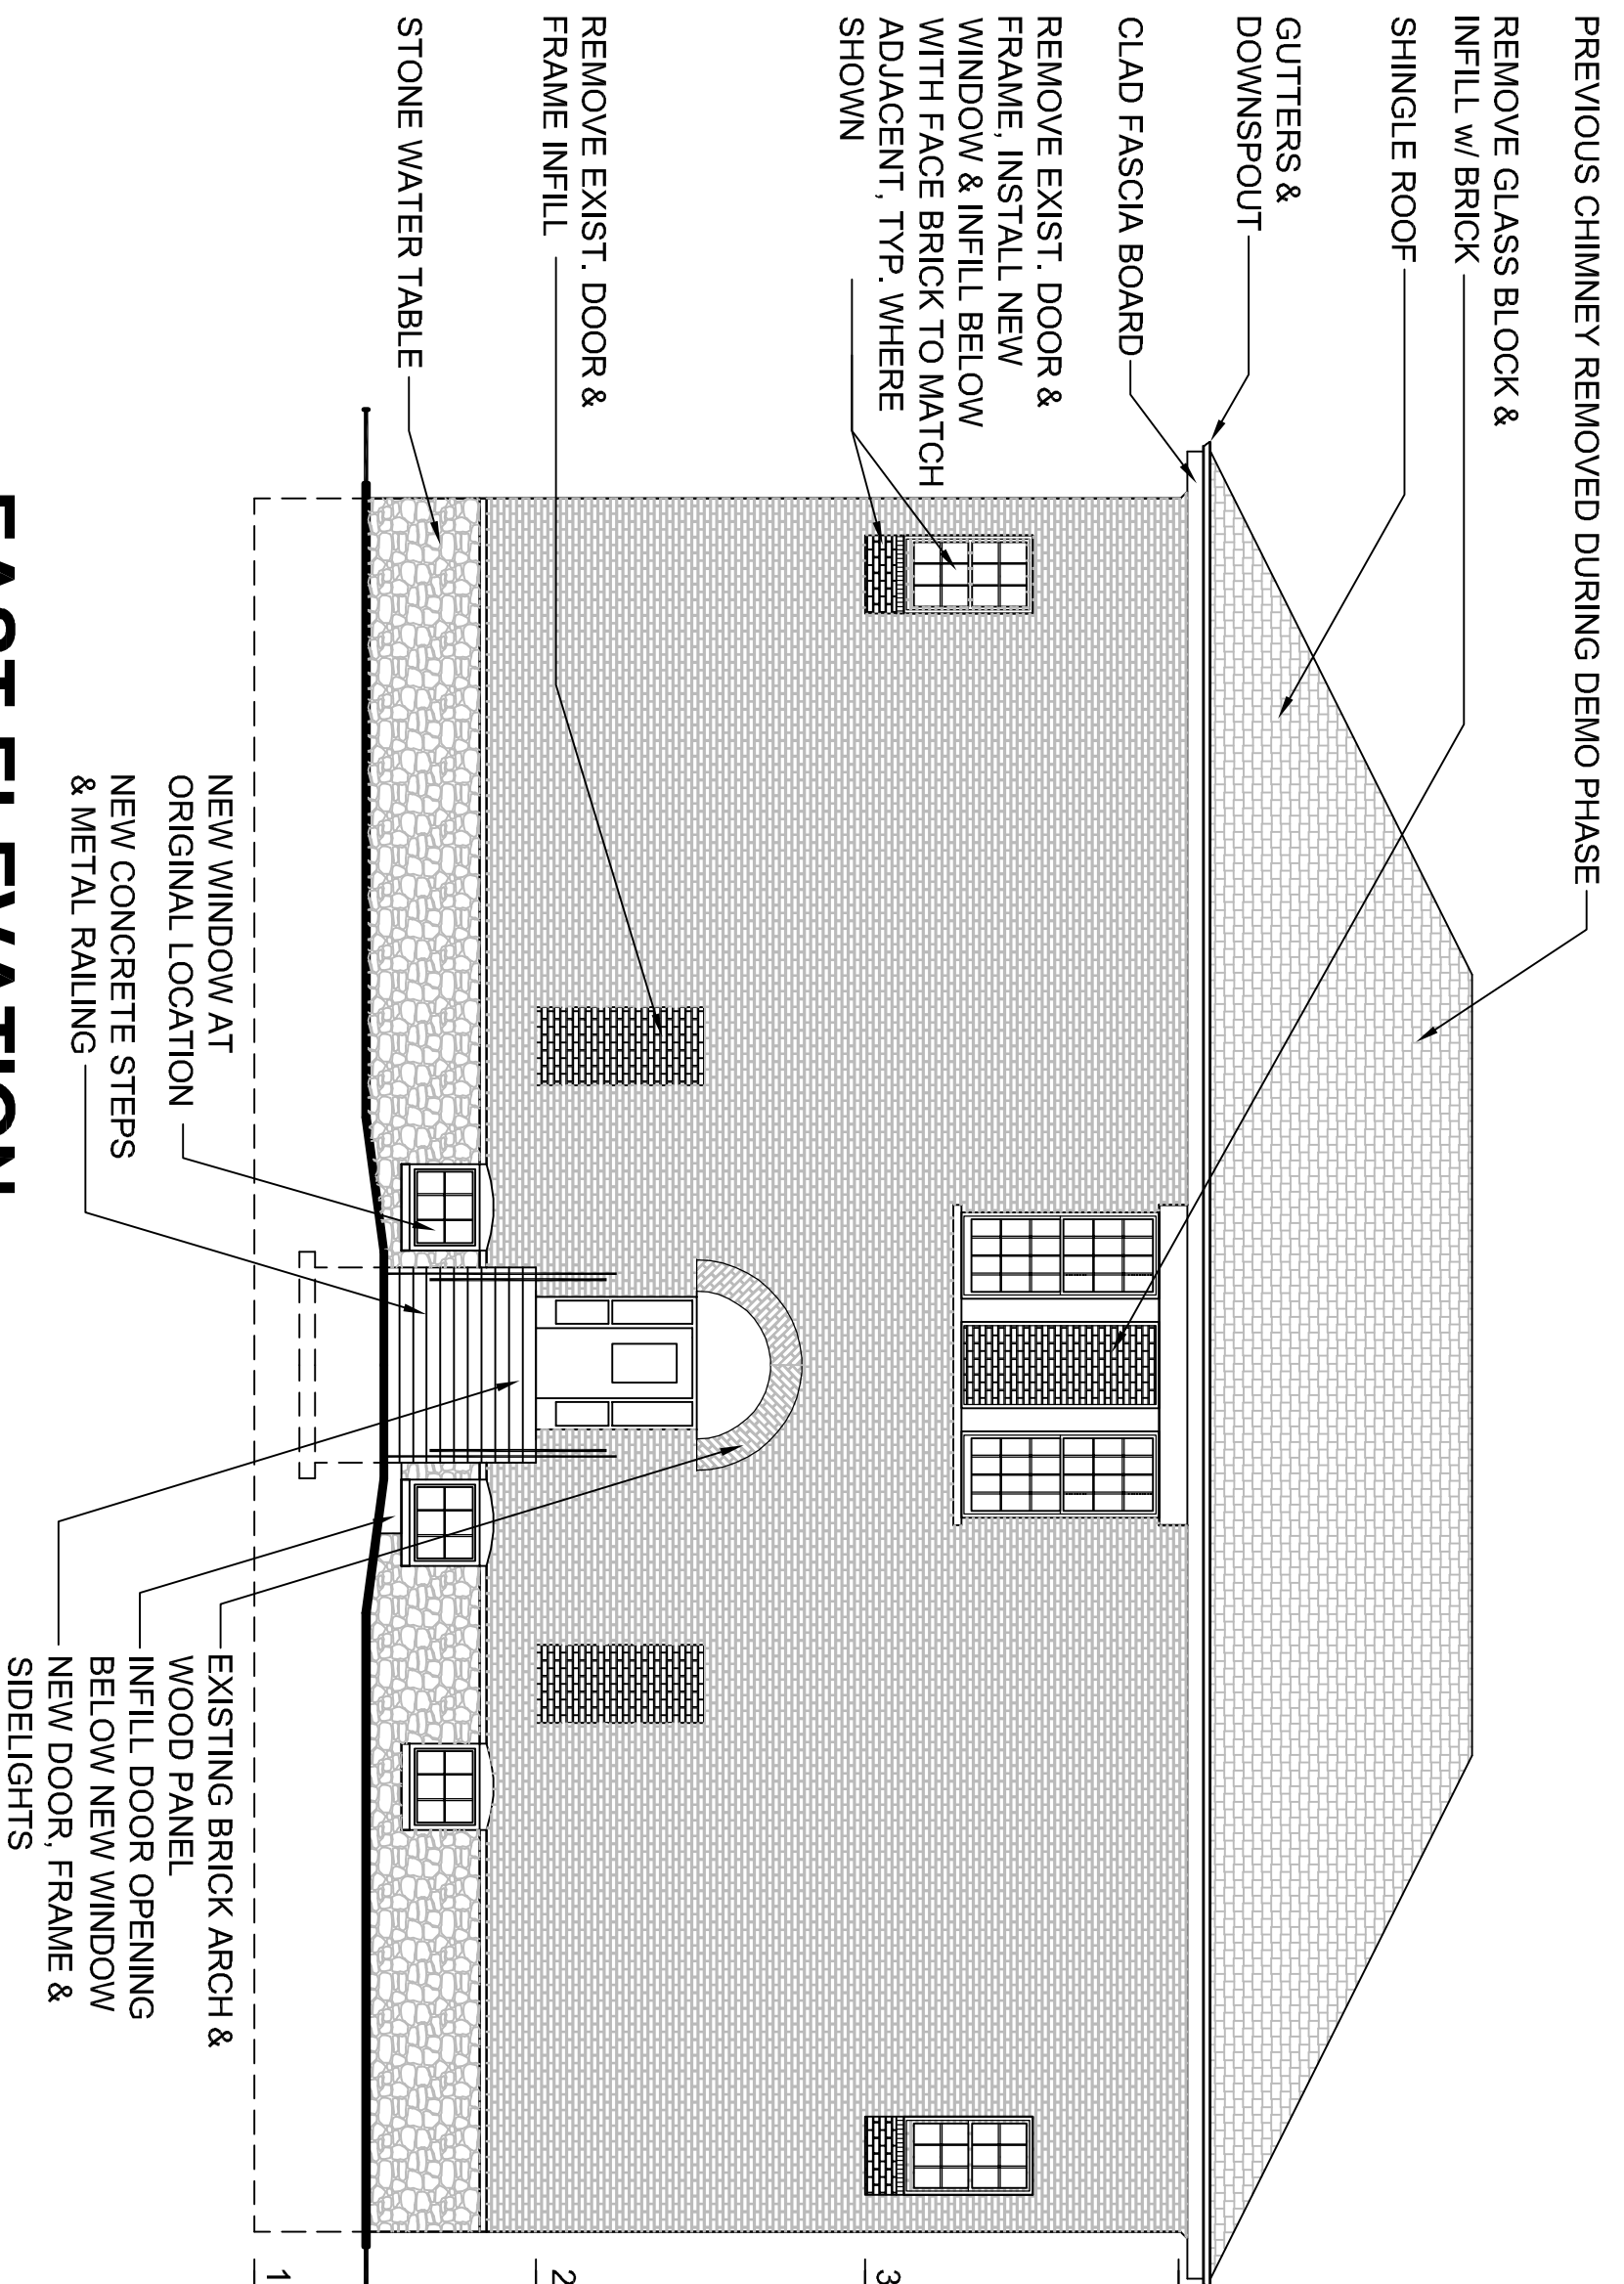 PREVIOUS CHIMNEY REMOVED DURING DEMO PHASE
REMOVE GLASS BLOCK &
INFILL w/ BRICK
SHINGLE ROOF
GUTTERS &
DOWNSPOUT
CLAD FASCIA BOARD
REMOVE EXIST. DOOR &
FRAME, INSTALL NEW
WINDOW & INFILL BELOW
WITH FACE BRICK TO MATCH
ADJACENT, TYP. WHERE
SHOWN
REMOVE EXIST. DOOR &
FRAME INFILL
STONE WATER TABLE
NEW WINDOW AT
ORIGINAL LOCATION
NEW CONCRETE STEPS
& METAL RAILING
EXISTING BRICK ARCH &
WOOD PANEL
INFILL DOOR OPENING
BELOW NEW WINDOW
NEW DOOR, FRAME &
SIDELIGHTS
3
2
1
EAST ELEVATION